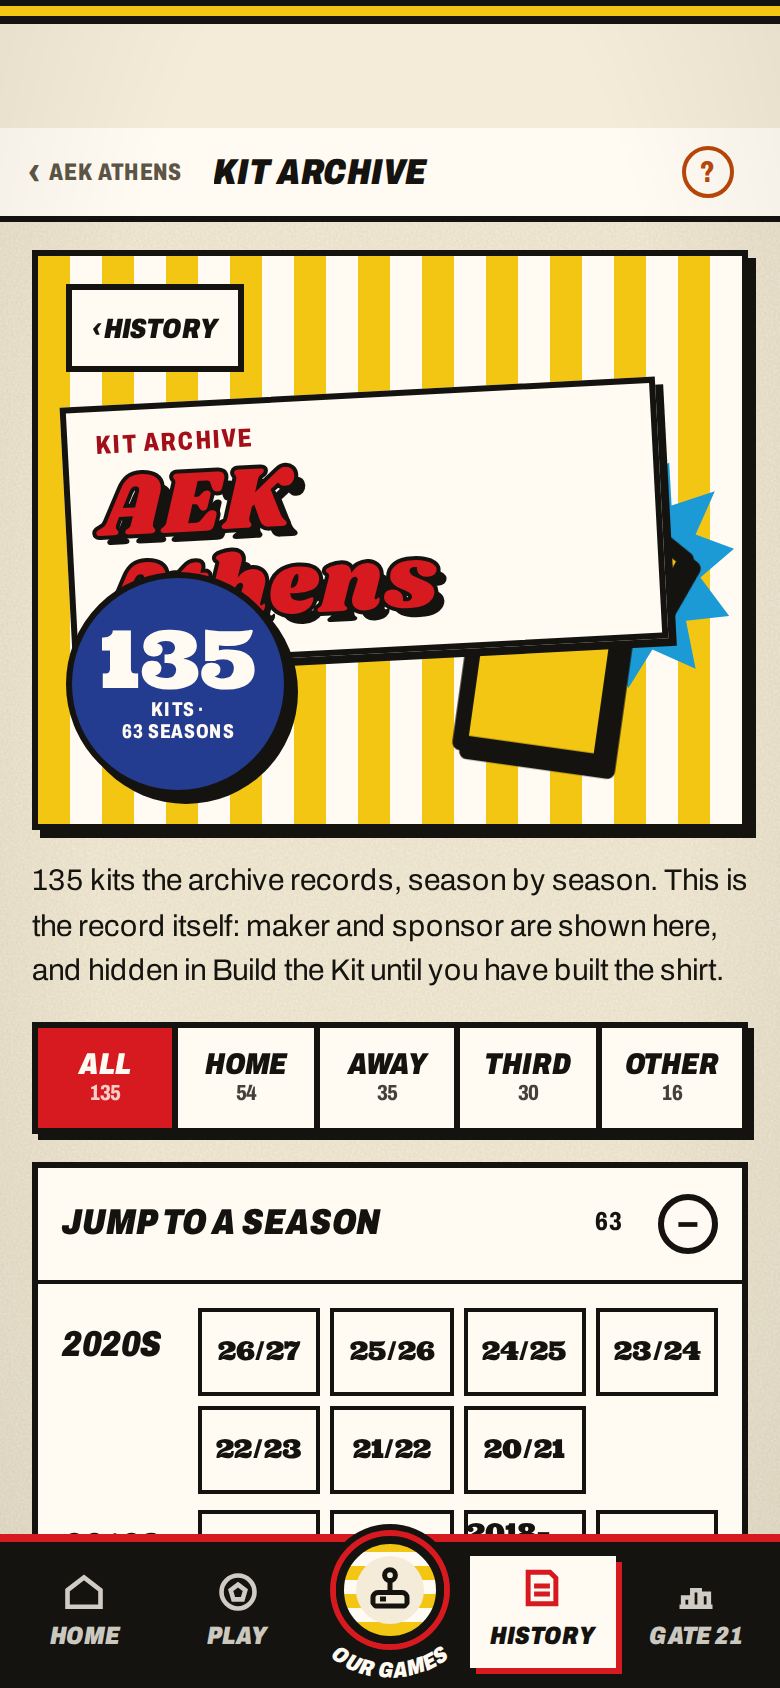 ‹ AEK ATHENS KIT ARCHIVE ?
‹HISTORY
KIT ARCHIVE
AEK
Athens
135
KITS ·
63 SEASONS
135 kits the archive records, season by season. This is
the record itself: maker and sponsor are shown here,
and hidden in Build the Kit until you have built the shirt.
ALL HOME AWAY THIRD OTHER
135 54 35 30 16
JUMP TO A SEASON 63 −
2020S 26/27 25/26 24/25 23/24
22/23 21/22 20/21
2018-
HOME PLAY OUR GAMES HISTORY GATE 21